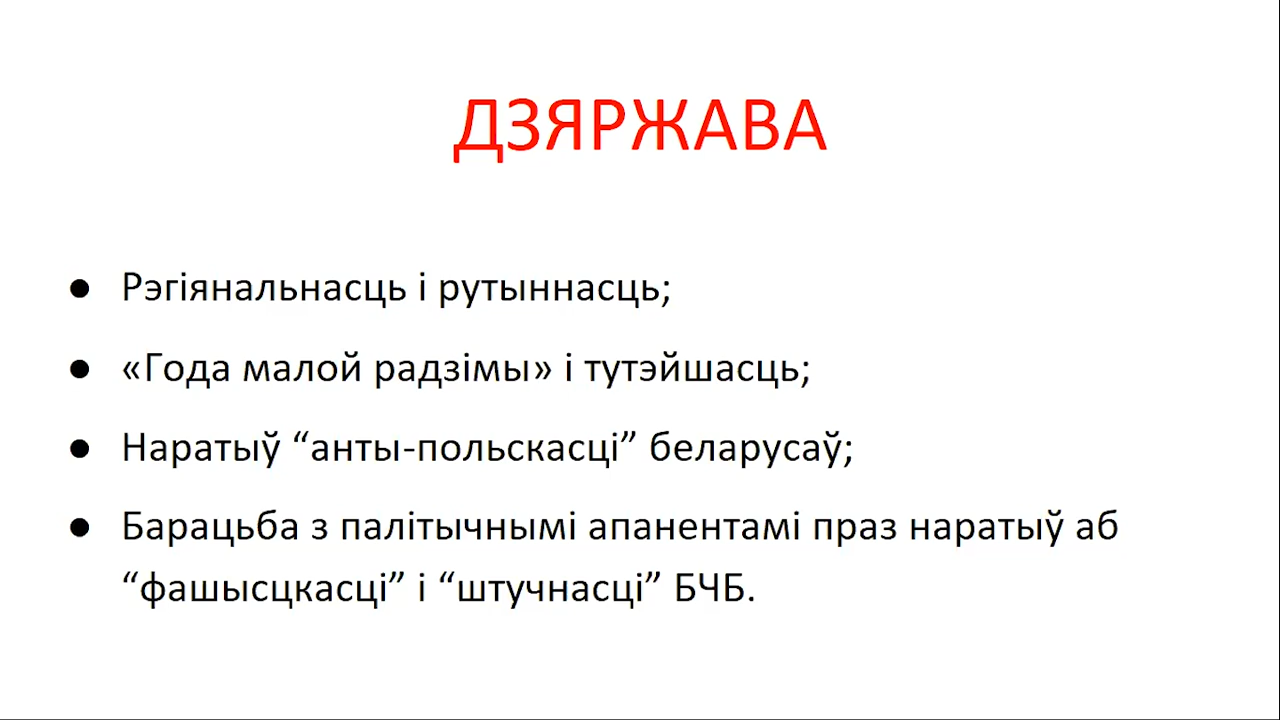 ДЗЯРЖАВА
● Рэгіянальнасць і рутыннасць;
● «Года малой радзімы» і тутэйшасць;
● Наратыў “анты-польскасці” беларусаў;
● Барацьба з палітычнымі апанентамі праз наратыў аб
“фашысцкасці” і “штучнасці” БЧБ.